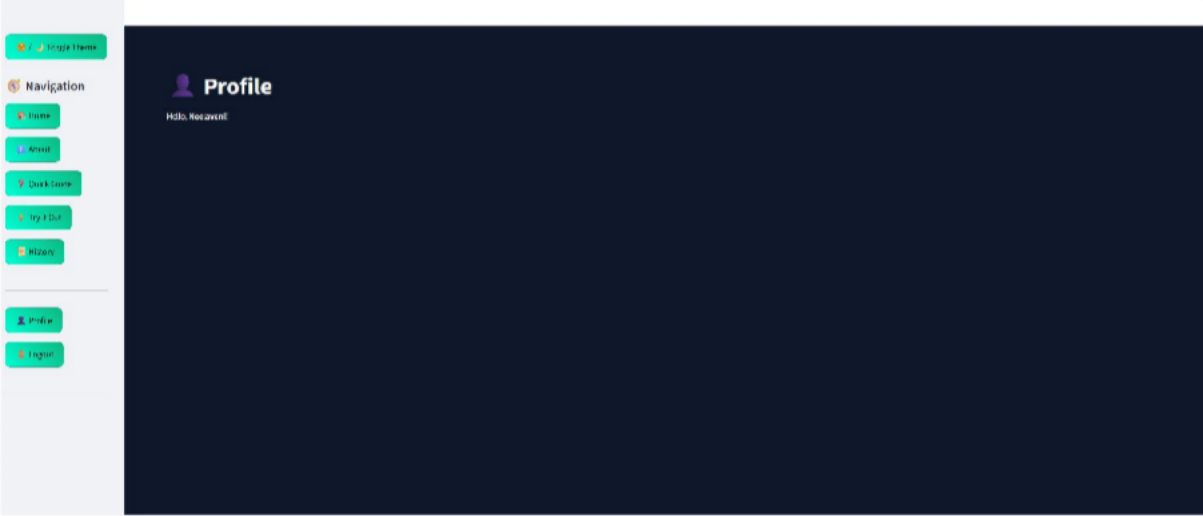 Toggle Theme
Navigation
Home
About
Quick Guide
Try It Out
History
Profile
Logout
Profile
Hello,